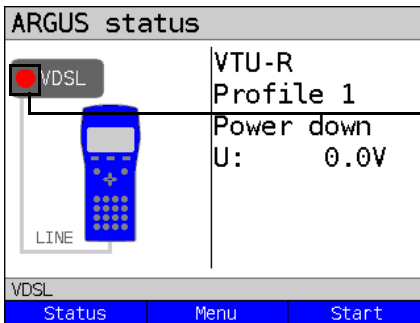 ARGUS status
VDSL
VTU-R
Profile 1
Power down
U: 0.0V
LINE
VDSL
Status Menu Start